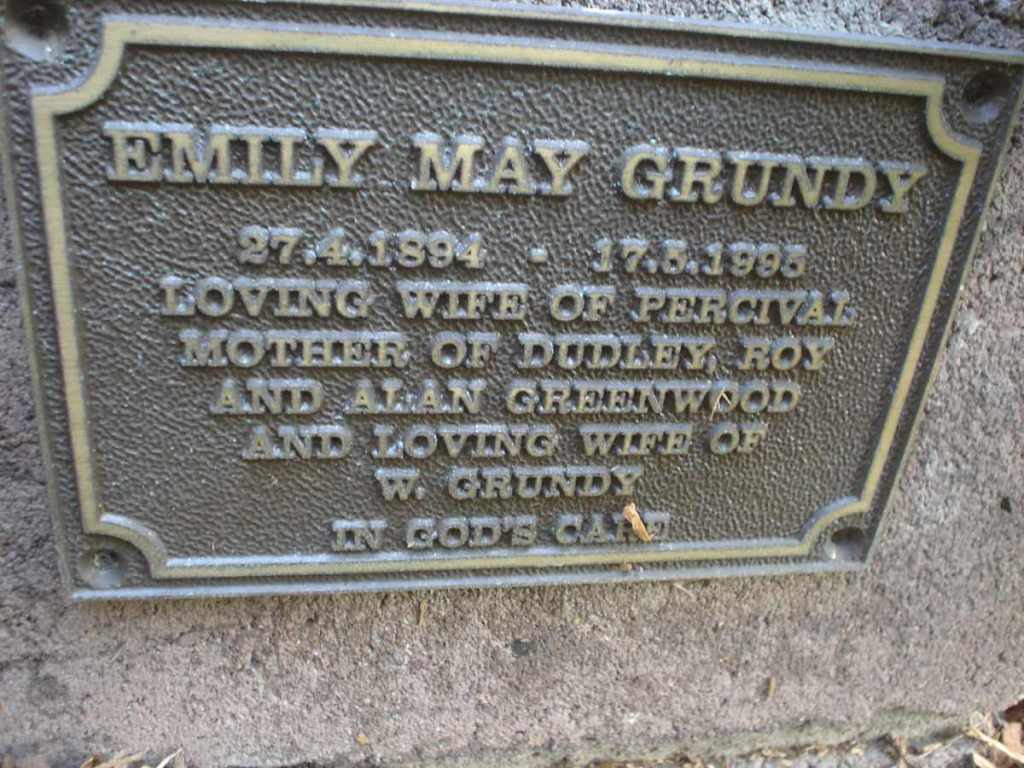 EMILY MAY GRUNDY
27.4.1894 - 17.5.1995
LOVING WIFE OF PERCIVAL
MOTHER OF DUDLEY, ROY
AND ALAN GREENWOOD
AND LOVING WIFE OF
W. GRUNDY
IN GOD'S CARE